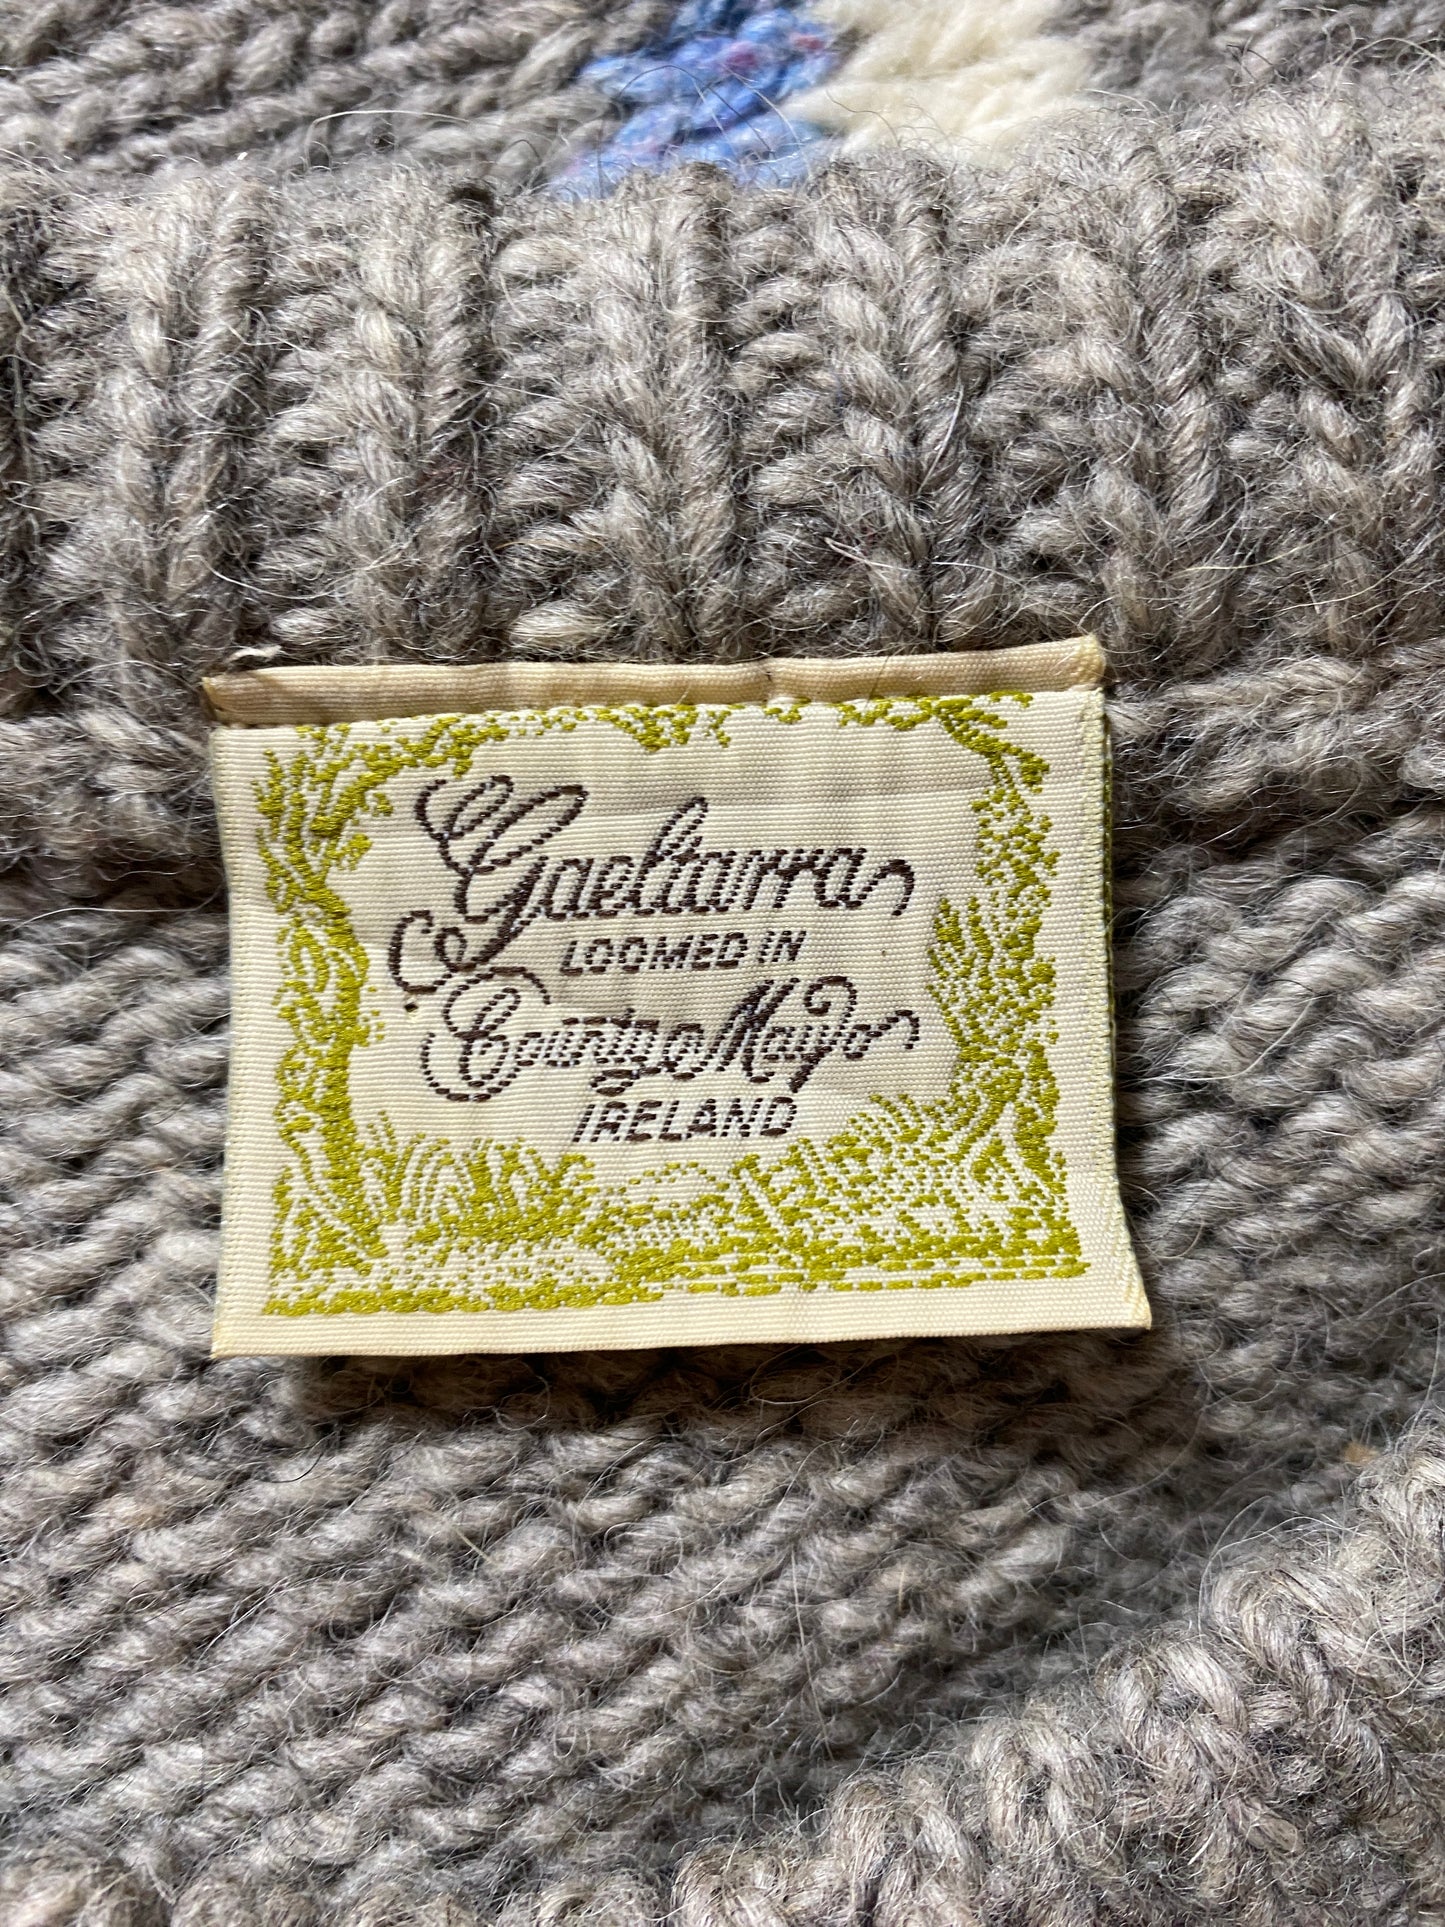 Gaeltarra
LOOMED IN
County Mayo
IRELAND